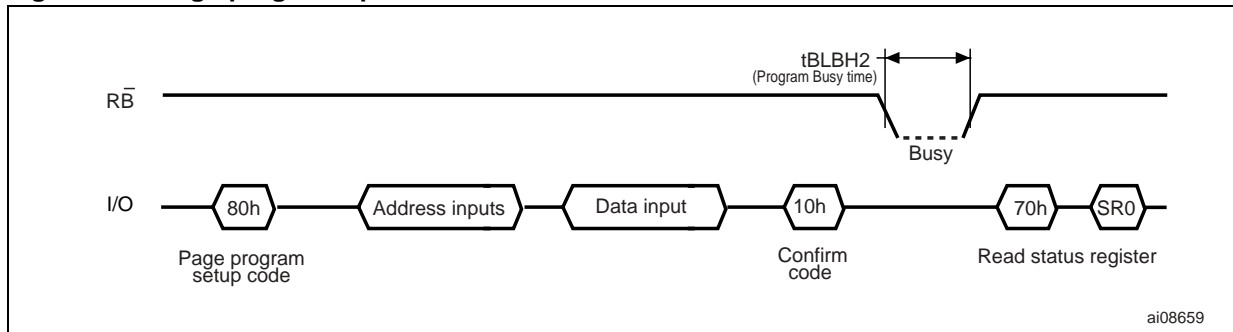 tBLBH2
(Program Busy time)
RB̅
Busy
I/O
80h
Address inputs
Data input
10h
70h
SR0
Page program
setup code
Confirm
code
Read status register
ai08659